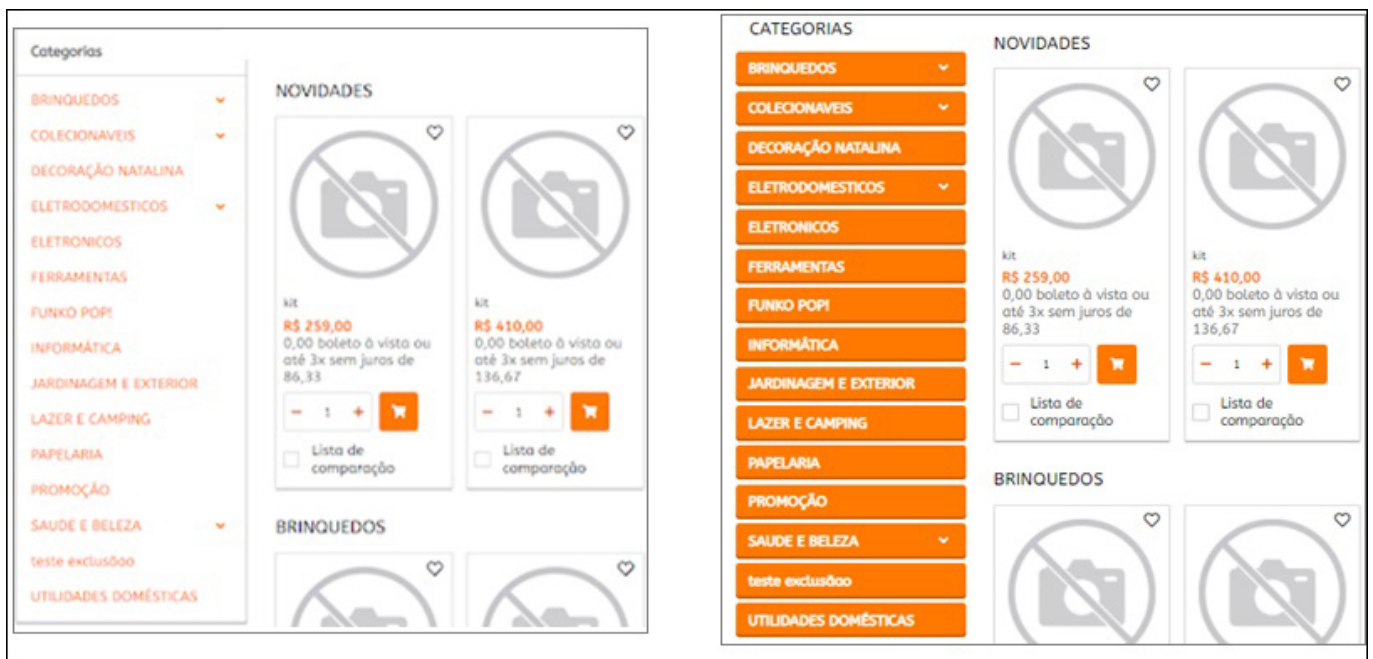 Categorias
BRINQUEDOS
COLECIONAVEIS
DECORAÇÃO NATALINA
ELETRODOMESTICOS
ELETRONICOS
FERRAMENTAS
FUNKO POP!
INFORMÁTICA
JARDINAGEM E EXTERIOR
LAZER E CAMPING
PAPELARIA
PROMOÇÃO
SAUDE E BELEZA
teste exclusãoo
UTILIDADES DOMÉSTICAS
NOVIDADES
kit
R$ 259,00
0,00 boleto à vista ou
até 3x sem juros de
86,33
- 1 +
Lista de
comparação
kit
R$ 410,00
0,00 boleto à vista ou
até 3x sem juros de
136,67
- 1 +
Lista de
comparação
BRINQUEDOS
CATEGORIAS
BRINQUEDOS
COLECIONAVEIS
DECORAÇÃO NATALINA
ELETRODOMESTICOS
ELETRONICOS
FERRAMENTAS
FUNKO POP!
INFORMÁTICA
JARDINAGEM E EXTERIOR
LAZER E CAMPING
PAPELARIA
PROMOÇÃO
SAUDE E BELEZA
teste exclusãoo
UTILIDADES DOMÉSTICAS
NOVIDADES
kit
R$ 259,00
0,00 boleto à vista ou
até 3x sem juros de
86,33
- 1 +
Lista de
comparação
kit
R$ 410,00
0,00 boleto à vista ou
até 3x sem juros de
136,67
- 1 +
Lista de
comparação
BRINQUEDOS